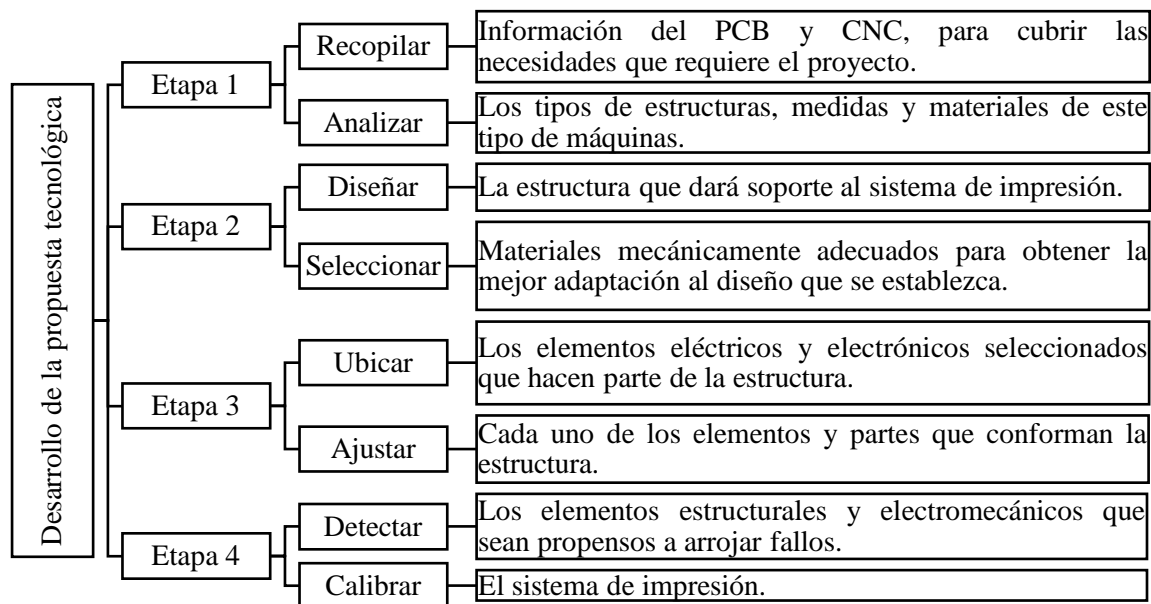 Desarrollo de la propuesta tecnológica
Etapa 1
Recopilar
Información del PCB y CNC, para cubrir las
necesidades que requiere el proyecto.
Analizar
Los tipos de estructuras, medidas y materiales de este
tipo de máquinas.
Etapa 2
Diseñar
La estructura que dará soporte al sistema de impresión.
Seleccionar
Materiales mecánicamente adecuados para obtener la
mejor adaptación al diseño que se establezca.
Etapa 3
Ubicar
Los elementos eléctricos y electrónicos seleccionados
que hacen parte de la estructura.
Ajustar
Cada uno de los elementos y partes que conforman la
estructura.
Etapa 4
Detectar
Los elementos estructurales y electromecánicos que
sean propensos a arrojar fallos.
Calibrar
El sistema de impresión.